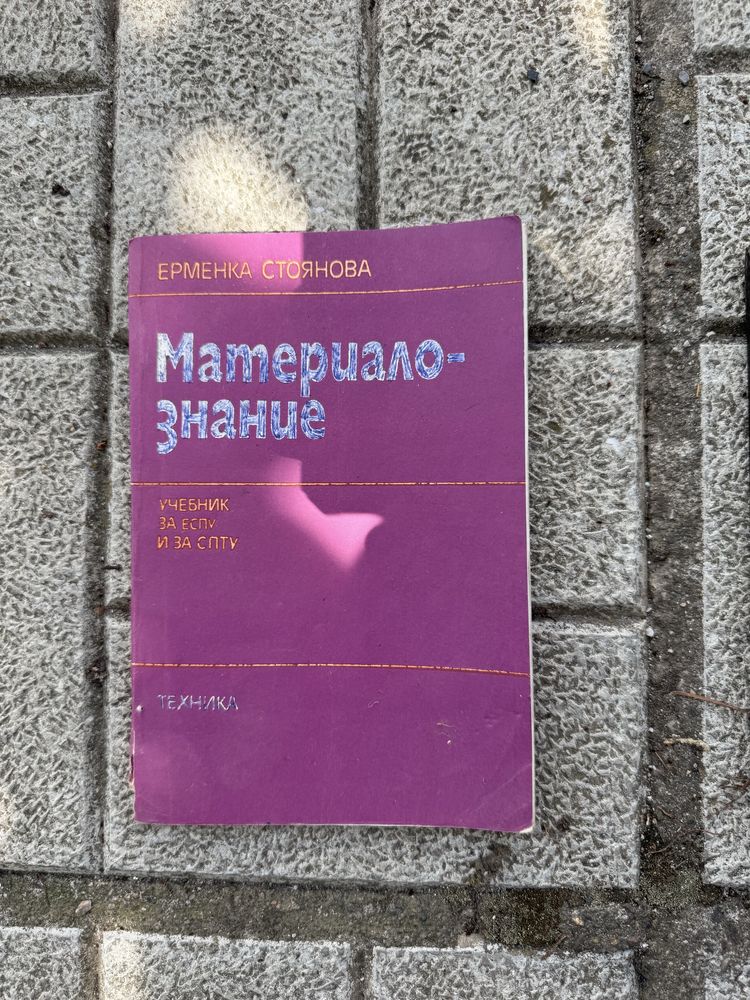 ЕРМЕНКА СТОЯНОВА
Материало-
знание
УЧЕБНИК
ЗА ЕСПУ
И ЗА СПТУ
ТЕХНИКА